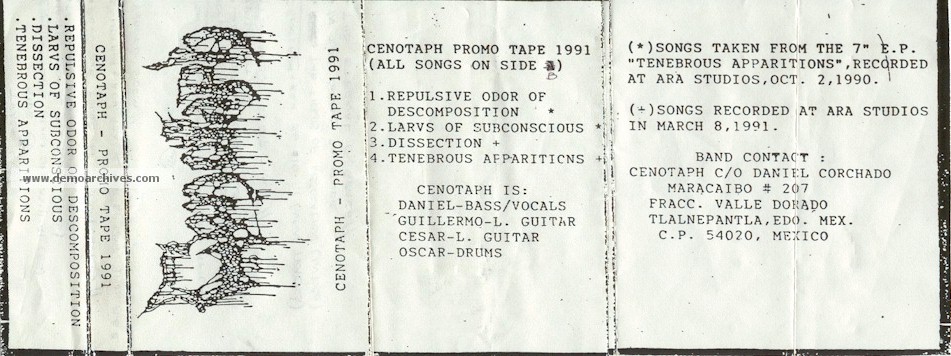 .REPULSIVE ODOR OF DESCOMPOSITION
.LARVS OF SUBCONSCIOUS
.DISSECTION
.TENEBROUS APPARITIONS
CENOTAPH - PROMO TAPE 1991
www.demoarchives.com
CENOTAPH - PROMO TAPE 1991
CENOTAPH PROMO TAPE 1991
(ALL SONGS ON SIDE B)
1.REPULSIVE ODOR OF
DESCOMPOSITION *
2.LARVS OF SUBCONSCIOUS *
3.DISSECTION +
4.TENEBROUS APPARITICNS +
CENOTAPH IS:
DANIEL-BASS/VOCALS
GUILLERMO-L. GUITAR
CESAR-L. GUITAR
OSCAR-DRUMS
(*)SONGS TAKEN FROM THE 7" E.P.
"TENEBROUS APPARITIONS",RECORDED
AT ARA STUDIOS,OCT. 2,1990.
(+)SONGS RECORDED AT ARA STUDIOS
IN MARCH 8,1991.
BAND CONTACT :
CENOTAPH C/O DANIEL CORCHADO
MARACAIBO # 207
FRACC. VALLE DORADO
TLALNEPANTLA,EDO. MEX.
C.P. 54020, MEXICO